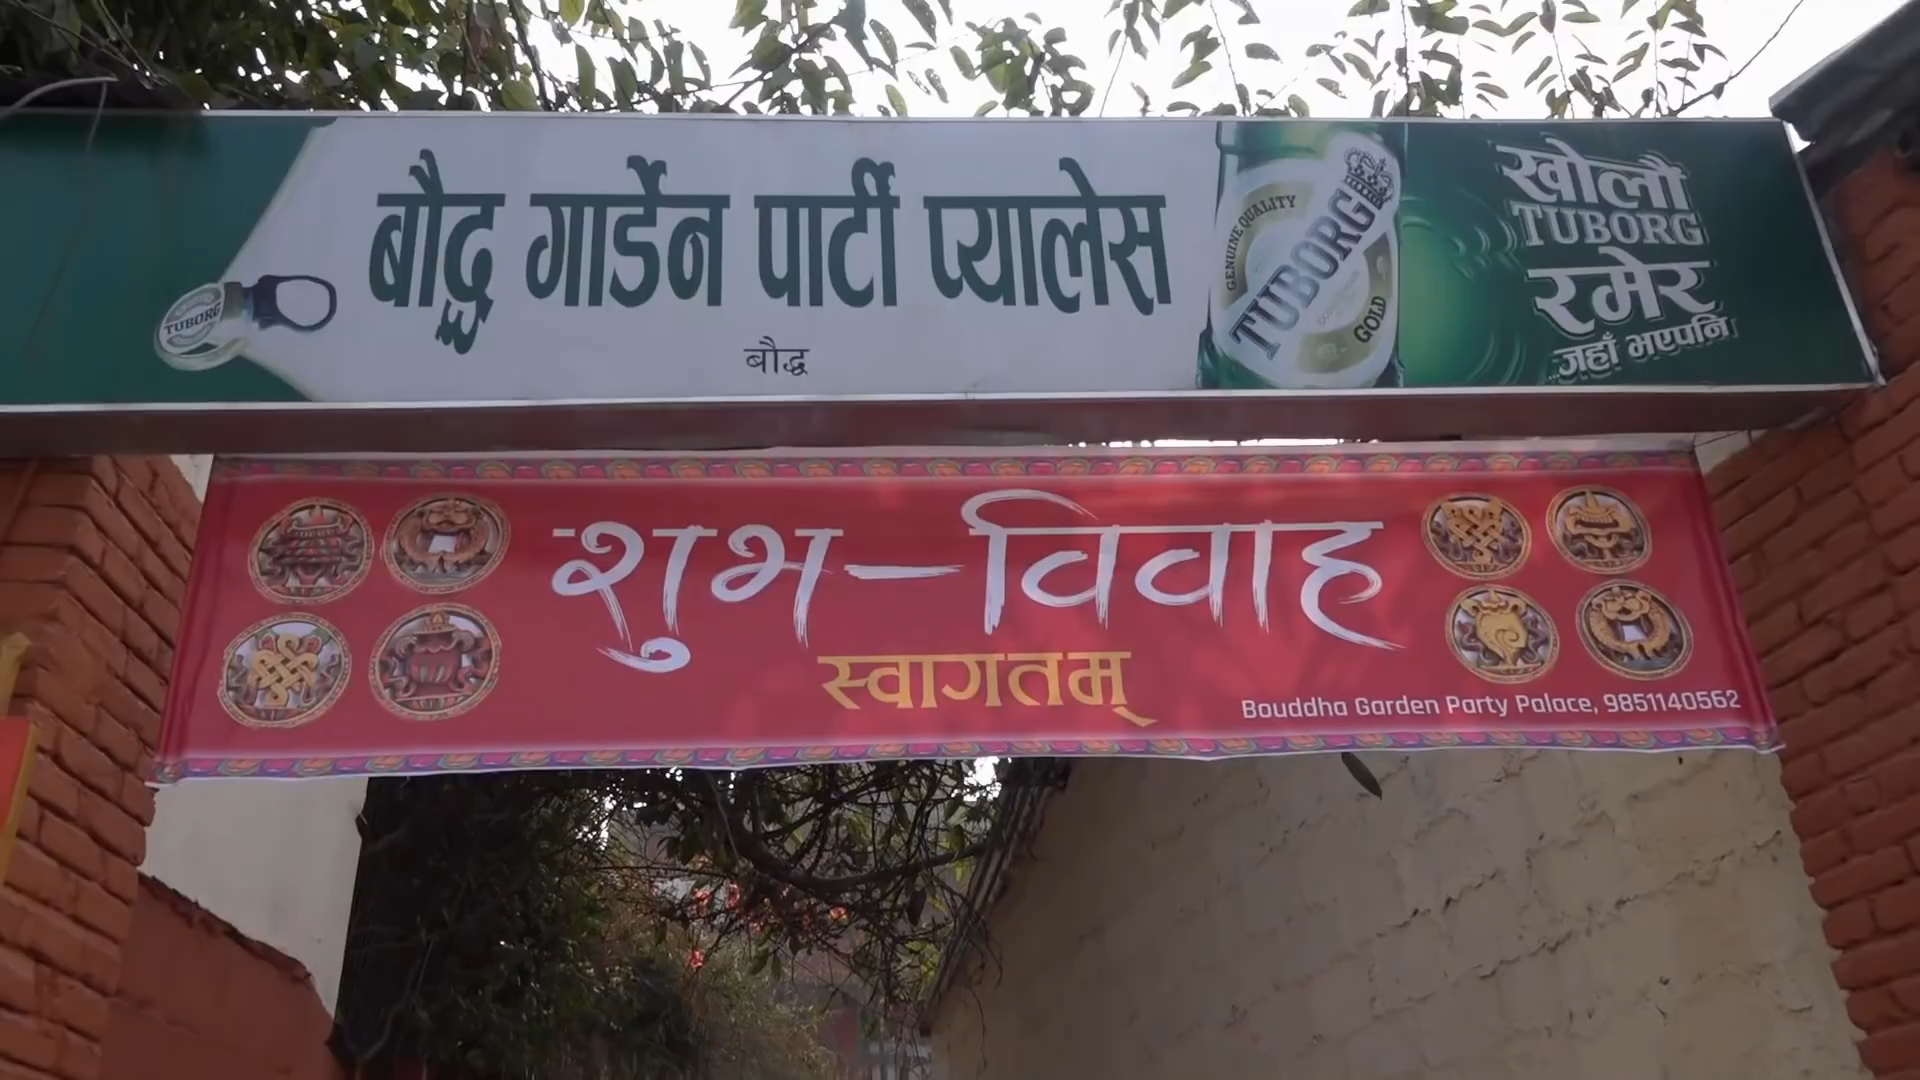 बौद्ध गार्डेन पार्टी प्यालेस
बौद्ध
TUBORG
GENUINE QUALITY
TUBORG
GOLD
खोलौ
TUBORG
रमेर
...जहाँ भएपनि
शुभ-विवाह
स्वागतम्
Bouddha Garden Party Palace, 9851140562